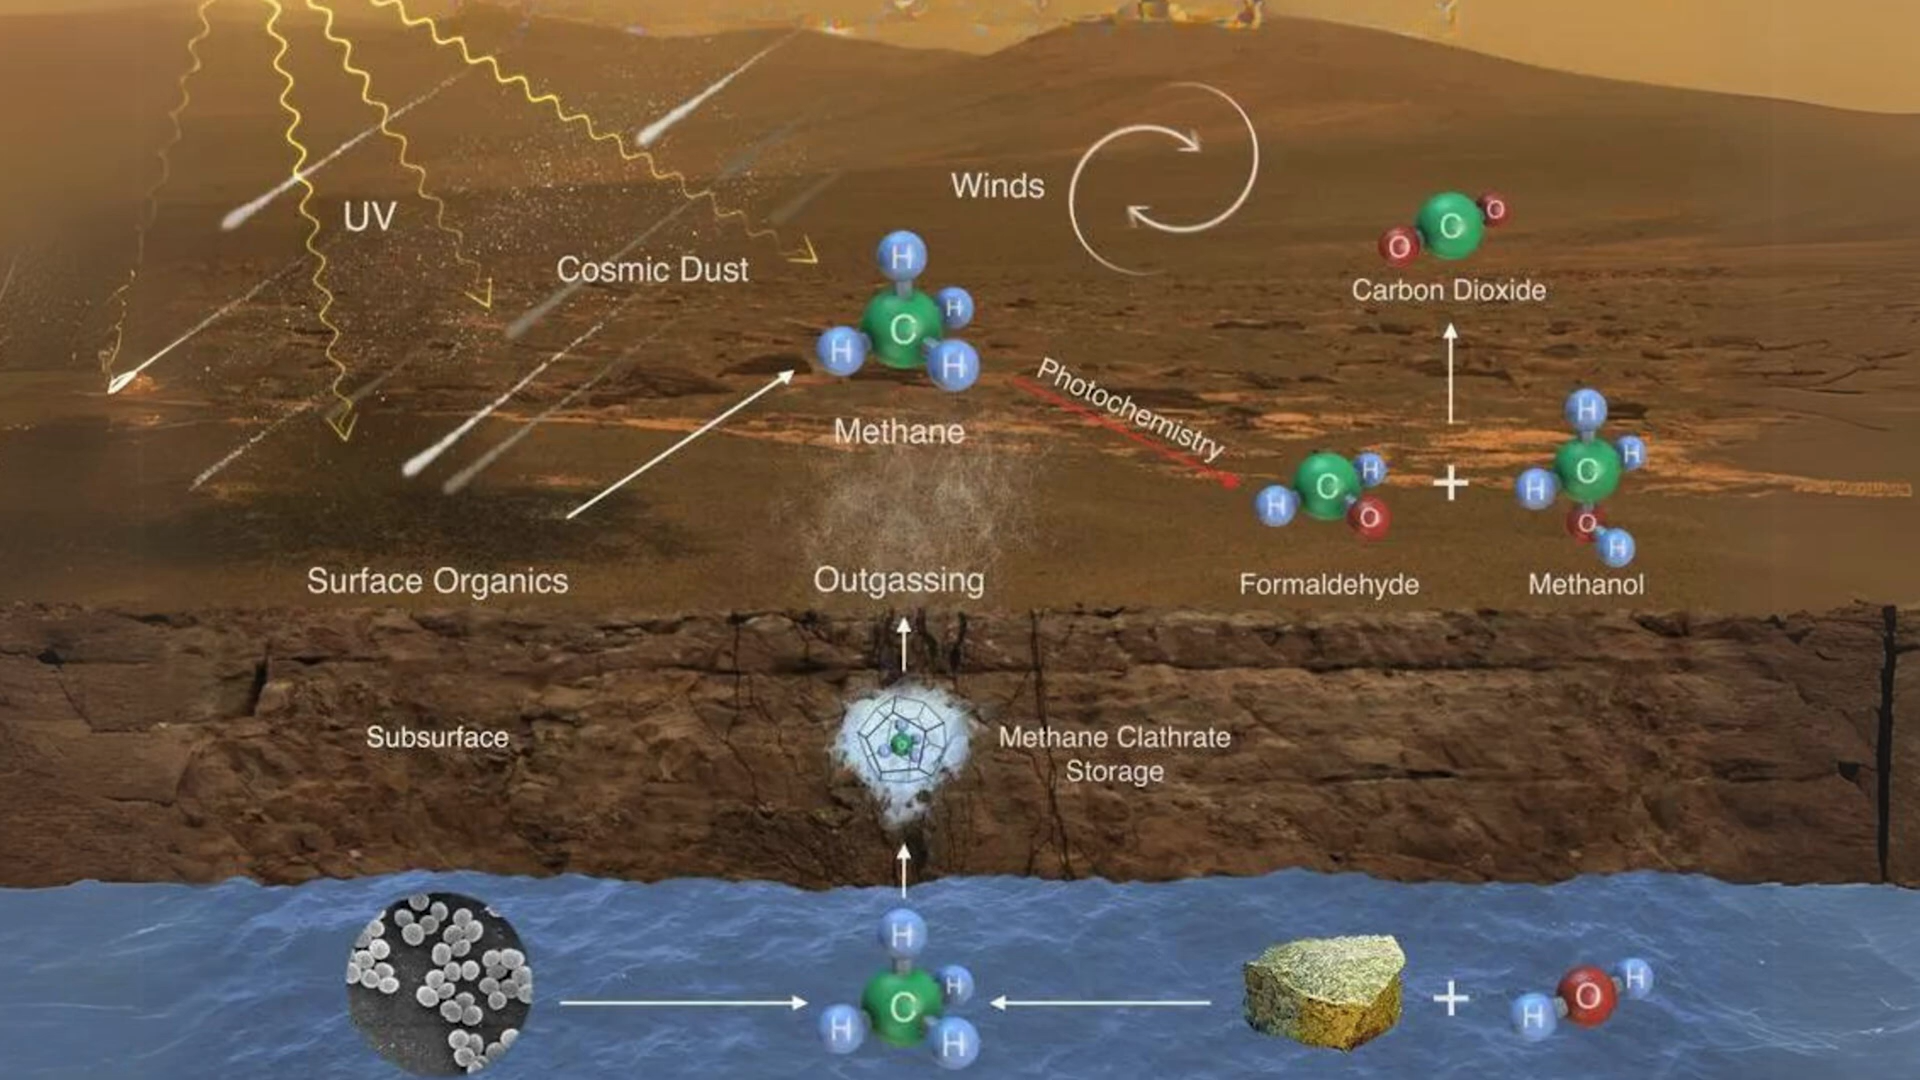 UV
Winds
Cosmic Dust
O
C
O
Carbon Dioxide
H
H
C
H
H
Methane
Photochemistry
H
C
H
O
+
H
H
C
H
O
H
Surface Organics
Outgassing
Formaldehyde
Methanol
Subsurface
Methane Clathrate
Storage
H
H
C
H
H
+
H
O
H